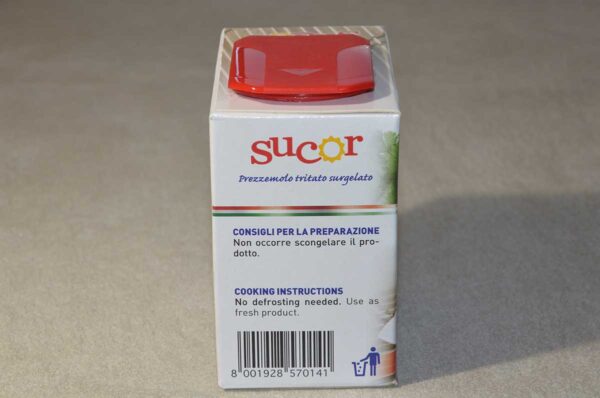 sucor
Prezzemolo tritato surgelato
CONSIGLI PER LA PREPARAZIONE
Non occorre scongelare il pro-
dotto.
COOKING INSTRUCTIONS
No defrosting needed. Use as
fresh product.
8 001928 570141